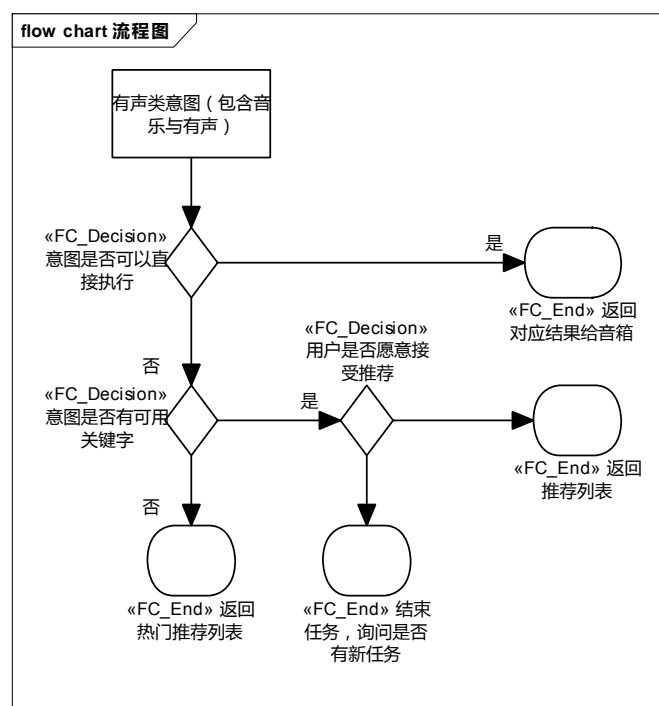 flow chart 流程图
有声类意图（包含音
乐与有声）
«FC_Decision»
意图是否可以直
接执行
是
«FC_End» 返回
对应结果给音箱
否
«FC_Decision»
用户是否愿意接
受推荐
«FC_Decision»
意图是否有可用
关键字
是
«FC_End» 返回
推荐列表
否
«FC_End» 返回
热门推荐列表
«FC_End» 结束
任务，询问是否
有新任务